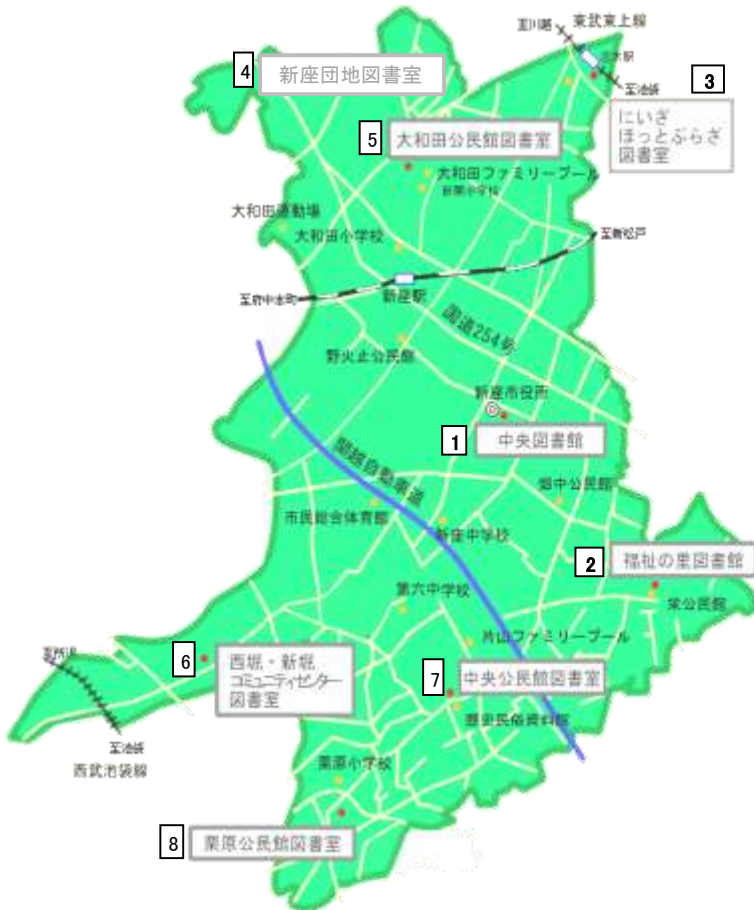 至川越
東武東上線
志木駅
至池袋
4
新座団地図書室
3
にいざ
ほっとぷらざ
図書室
5
大和田公民館図書室
大和田ファミリープール
新開小学校
大和田運動場
大和田小学校
至新松戸
至府中本町
新座駅
国道254号
野火止公民館
新座市役所
1
中央図書館
関越自動車道
畑中公民館
市民総合体育館
新座中学校
2
福祉の里図書館
第六中学校
栄公民館
片山ファミリープール
至所沢
6
西堀・新堀
コミュニティセンター
図書室
7
中央公民館図書室
歴史民俗資料館
至池袋
西武池袋線
栗原小学校
8
栗原公民館図書室